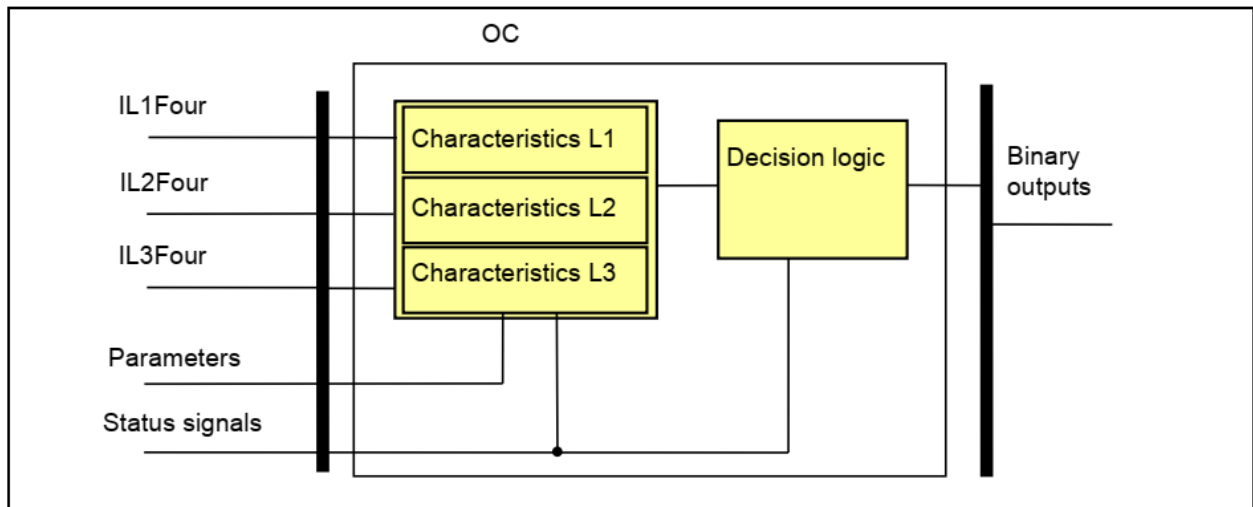 OC
IL1Four
IL2Four
IL3Four
Parameters
Status signals
Characteristics L1
Characteristics L2
Characteristics L3
Decision logic
Binary
outputs